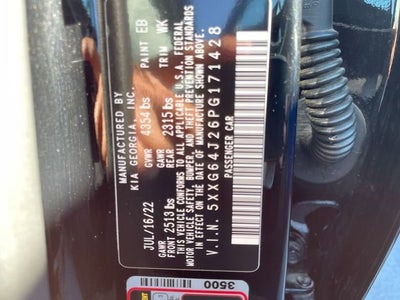 MANUFACTURED BY
KIA GEORGIA, INC.
PAINT EB
TRIM WK
JUL/16/22
GVWR 4354 lbs
GAWR FRONT 2513 lbs
GAWR REAR 2315 lbs
THIS VEHICLE CONFORMS TO ALL APPLICABLE U.S.A. FEDERAL
MOTOR VEHICLE SAFETY, BUMPER, AND THEFT PREVENTION STANDARDS
IN EFFECT ON THE DATE OF MANUFACTURE SHOWN ABOVE.
V.I.N. 5XXG64J26PG171428
PASSENGER CAR
3500